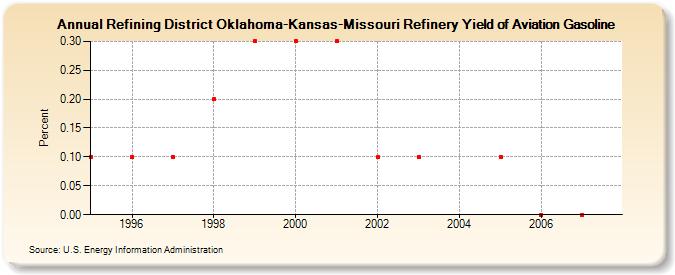 Annual Refining District Oklahoma-Kansas-Missouri Refinery Yield of Aviation Gasoline
0.30
0.25
0.20
0.15
0.10
0.05
0.00
Percent
1996 1998 2000 2002 2004 2006
Source: U.S. Energy Information Administration